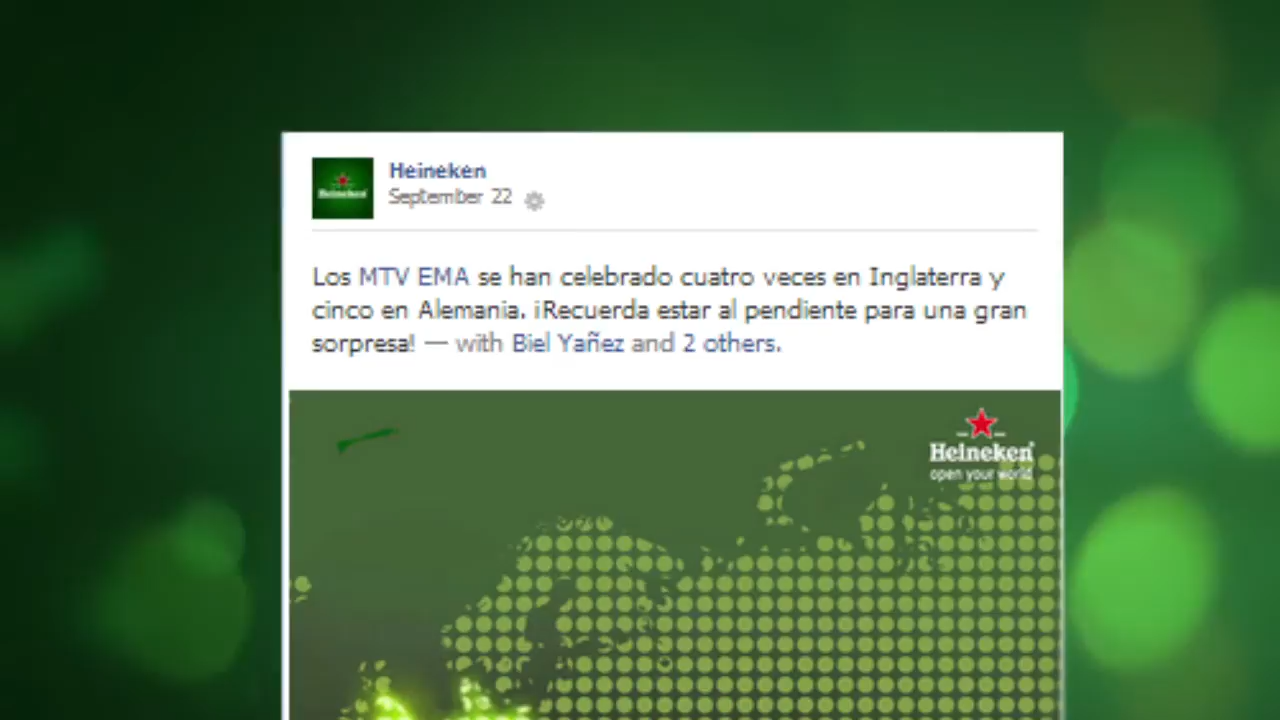 Heineken
Heineken
September 22
Los MTV EMA se han celebrado cuatro veces en Inglaterra y
cinco en Alemania. ¡Recuerda estar al pendiente para una gran
sorpresa! — with Biel Yañez and 2 others.
Heineken
open your world